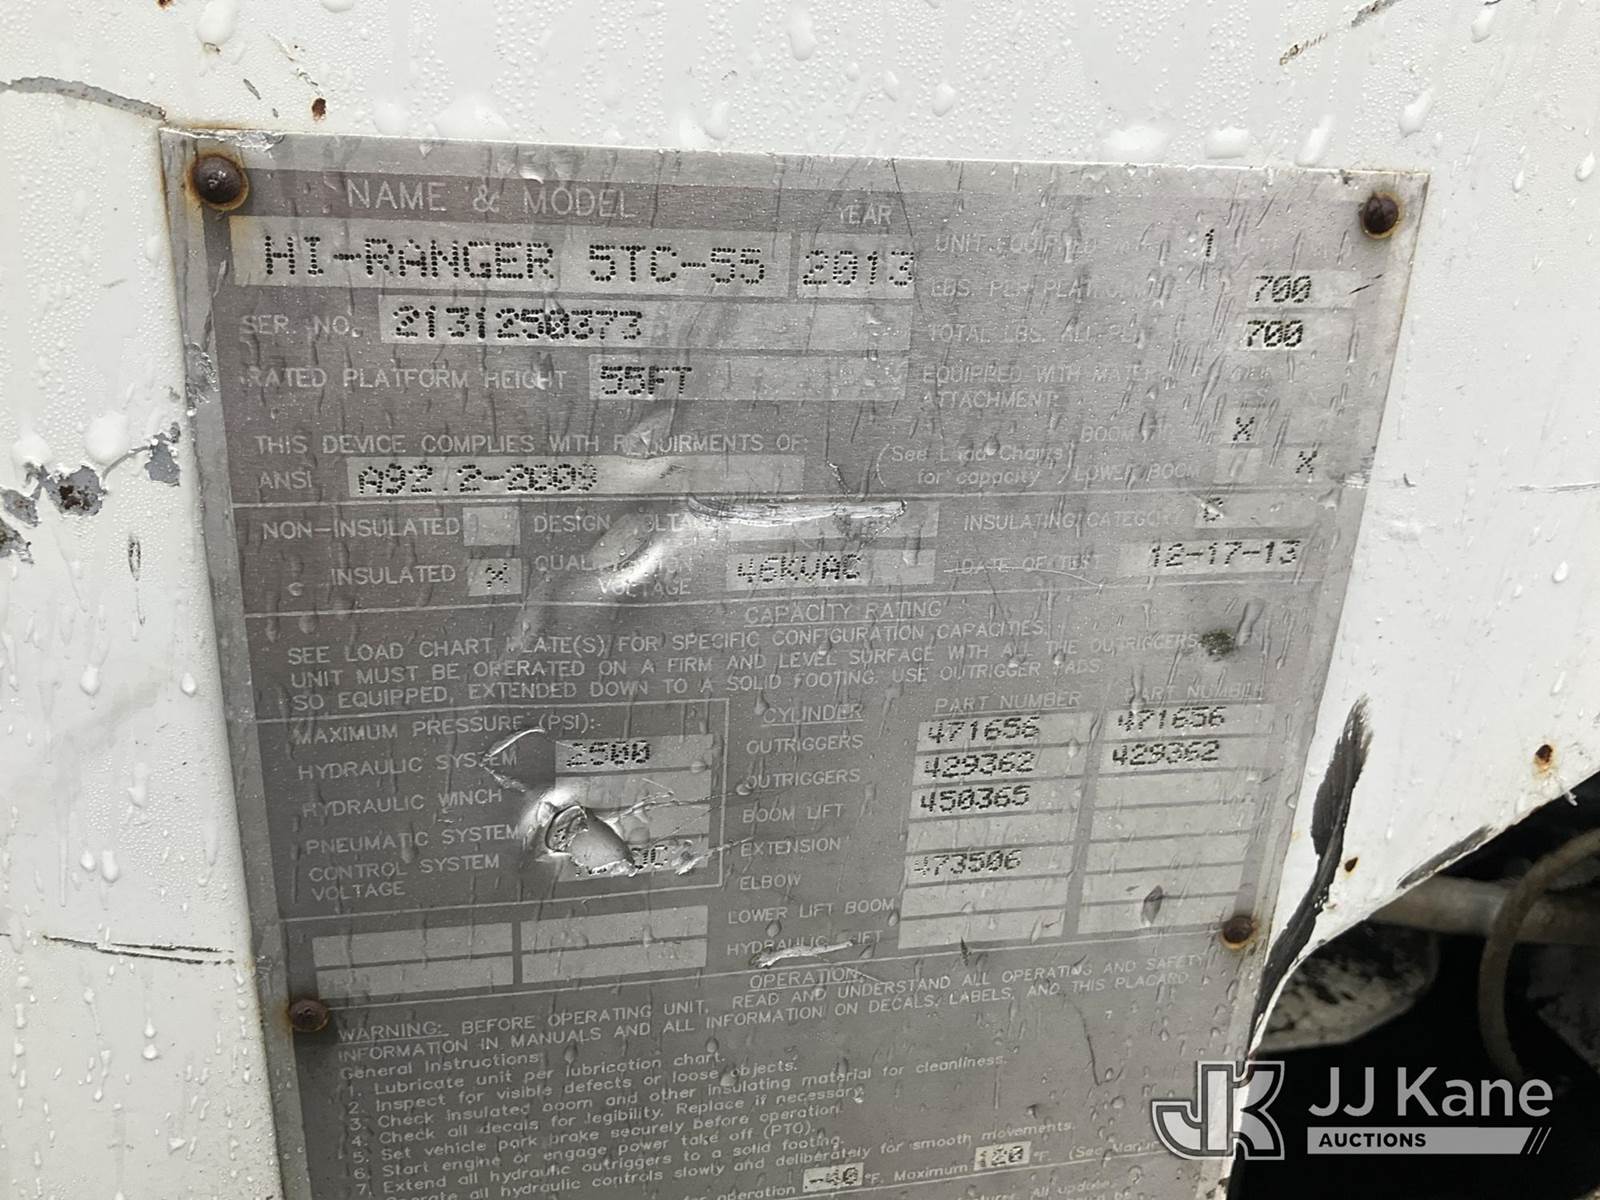 NAME & MODEL YEAR
HI-RANGER 5TC-55 2013
UNIT EQUIPPED 1
LBS. PER PLAT. 700
SER. NO. 2131250373
TOTAL LBS. ALL PL 700
RATED PLATFORM HEIGHT 55FT
EQUIPPED WITH MATER
ATTACHMENT:
BOOM X
THIS DEVICE COMPLIES WITH REQUIRMENTS OF:
ANSI A92.2-2009
(See Load Charts
for capacity) LOWER BOOM X
NON-INSULATED DESIGN VOLTA
INSULATING CATEGORY
INSULATED X QUALIFICATION
VOLTAGE 46KVAC
DATE OF TEST 12-17-13
CAPACITY RATING
SEE LOAD CHART PLATE(S) FOR SPECIFIC CONFIGURATION CAPACITIES.
UNIT MUST BE OPERATED ON A FIRM AND LEVEL SURFACE WITH ALL THE OUTRIGGERS,
SO EQUIPPED, EXTENDED DOWN TO A SOLID FOOTING. USE OUTRIGGER PADS.
MAXIMUM PRESSURE (PSI):
HYDRAULIC SYSTEM 2500
HYDRAULIC WINCH
PNEUMATIC SYSTEM
CONTROL SYSTEM
VOLTAGE
CYLINDER PART NUMBER PART NUMBER
OUTRIGGERS 471656 471656
OUTRIGGERS 429362 429362
BOOM LIFT 450365
EXTENSION
ELBOW 473506
LOWER LIFT BOOM
HYDRAULIC LIFT
OPERATION
WARNING: BEFORE OPERATING UNIT, READ AND UNDERSTAND ALL OPERATING AND SAFETY
INFORMATION IN MANUALS AND ALL INFORMATION ON DECALS, LABELS, AND THIS PLACARD.
General Instructions
1. Lubricate unit per lubrication chart.
2. Inspect for visible defects or loose objects.
3. Check insulated boom and other insulating material for cleanliness.
4. Check all decals for legibility. Replace if necessary.
5. Set vehicle park brake securely before operation.
6. Start engine or engage power take off (PTO).
7. Extend all hydraulic outriggers to a solid footing.
Operate all hydraulic controls slowly and deliberately for smooth movements.
for operation -40 °F. Maximum 120 °F. (See Man
All updates
JJ Kane
AUCTIONS